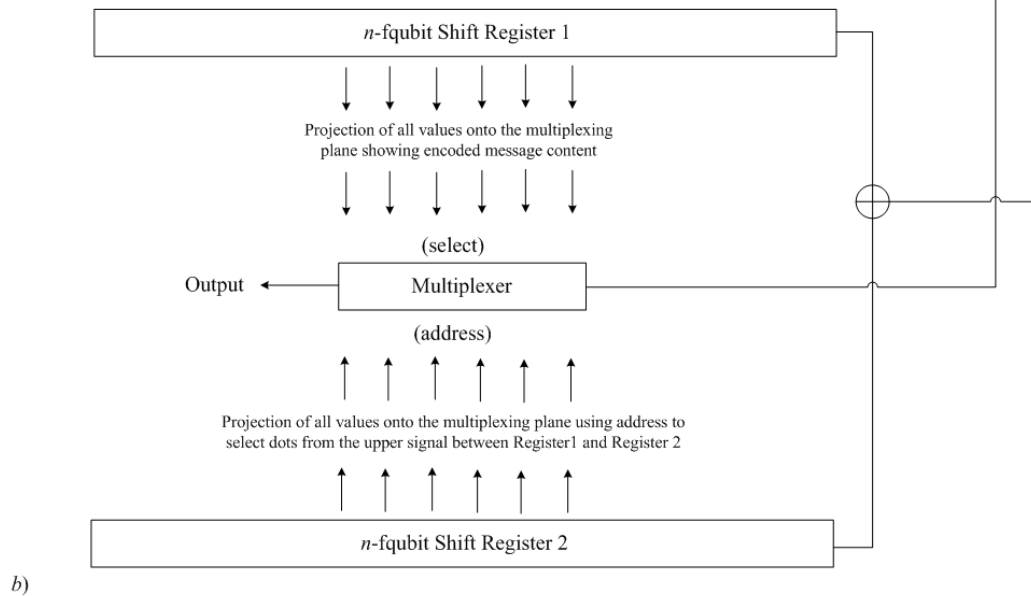 n-fqubit Shift Register 1
Projection of all values onto the multiplexing
plane showing encoded message content
(select)
Output
Multiplexer
(address)
Projection of all values onto the multiplexing plane using address to
select dots from the upper signal between Register1 and Register 2
n-fqubit Shift Register 2
b)